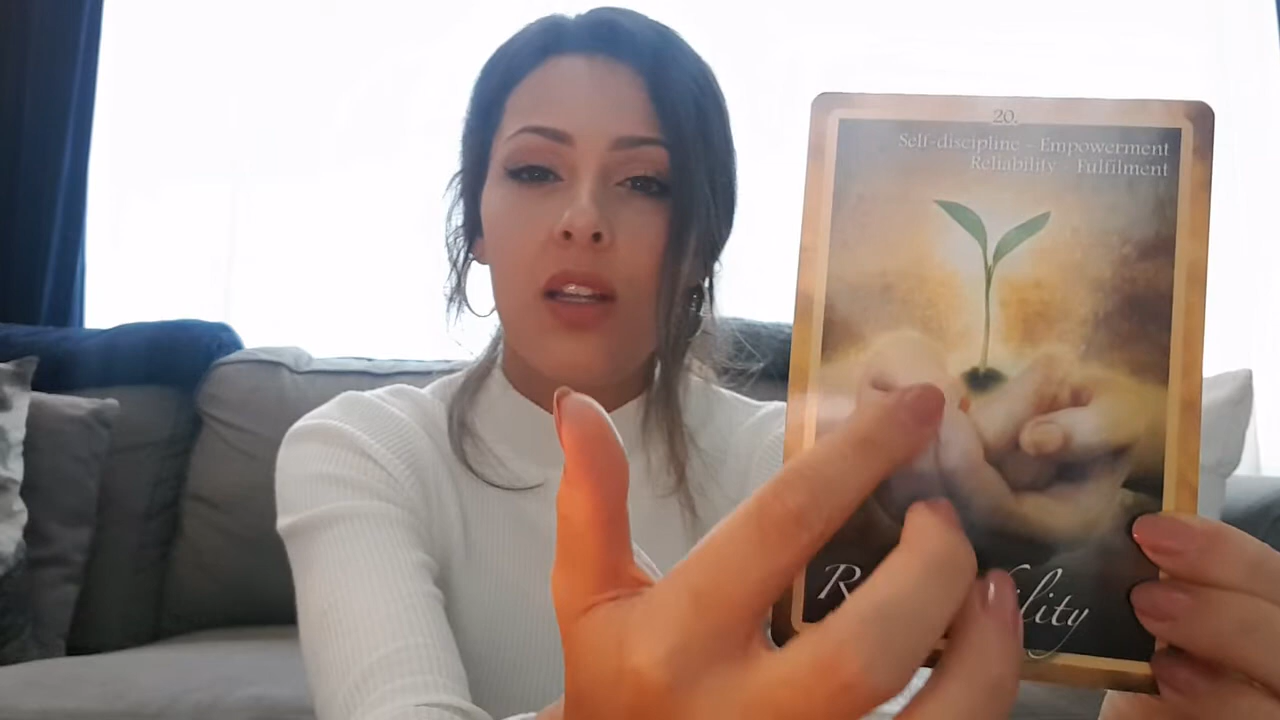 20.
Self-discipline - Empowerment
Reliability - Fulfilment